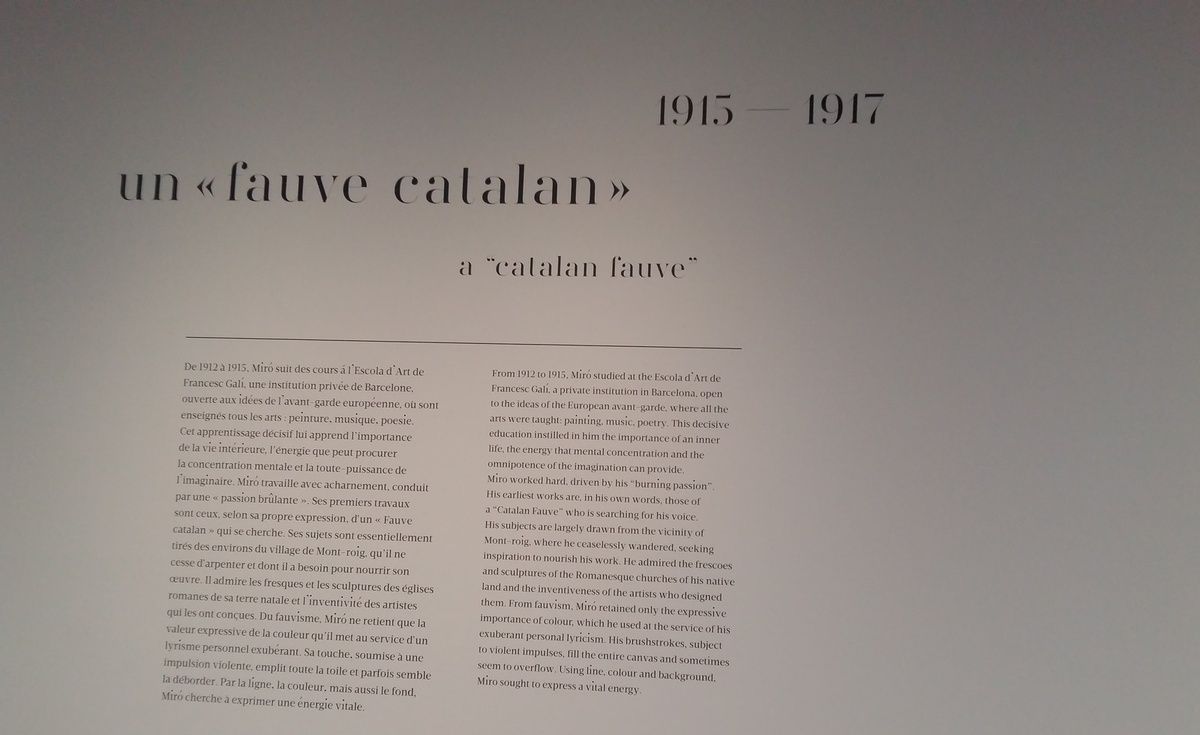 1915 — 1917
un « fauve catalan »
a “catalan fauve”
De 1912 à 1915, Miró suit des cours à l’Escola d’Art de
Francesc Galí, une institution privée de Barcelone,
ouverte aux idées de l’avant-garde européenne, où sont
enseignés tous les arts : peinture, musique, poésie.
Cet apprentissage décisif lui apprend l’importance
de la vie intérieure, l’énergie que peut procurer
la concentration mentale et la toute-puissance de
l’imaginaire. Miró travaille avec acharnement, conduit
par une « passion brûlante ». Ses premiers travaux
sont ceux, selon sa propre expression, d’un « Fauve
catalan » qui se cherche. Ses sujets sont essentiellement
tirés des environs du village de Mont-roig, qu’il ne
cesse d’arpenter et dont il a besoin pour nourrir son
œuvre. Il admire les fresques et les sculptures des églises
romanes de sa terre natale et l’inventivité des artistes
qui les ont conçues. Du fauvisme, Miró ne retient que la
valeur expressive de la couleur qu’il met au service d’un
lyrisme personnel exubérant. Sa touche, soumise à une
impulsion violente, emplit toute la toile et parfois semble
la déborder. Par la ligne, la couleur, mais aussi le fond,
Miró cherche à exprimer une énergie vitale.
From 1912 to 1915, Miró studied at the Escola d’Art de
Francesc Galí, a private institution in Barcelona, open
to the ideas of the European avant-garde, where all the
arts were taught: painting, music, poetry. This decisive
education instilled in him the importance of an inner
life, the energy that mental concentration and the
omnipotence of the imagination can provide.
Miro worked hard, driven by his “burning passion”.
His earliest works are, in his own words, those of
a “Catalan Fauve” who is searching for his voice.
His subjects are largely drawn from the vicinity of
Mont-roig, where he ceaselessly wandered, seeking
inspiration to nourish his work. He admired the frescoes
and sculptures of the Romanesque churches of his native
land and the inventiveness of the artists who designed
them. From fauvism, Miró retained only the expressive
importance of colour, which he used at the service of his
exuberant personal lyricism. His brushstrokes, subject
to violent impulses, fill the entire canvas and sometimes
seem to overflow. Using line, colour and background,
Miro sought to express a vital energy.